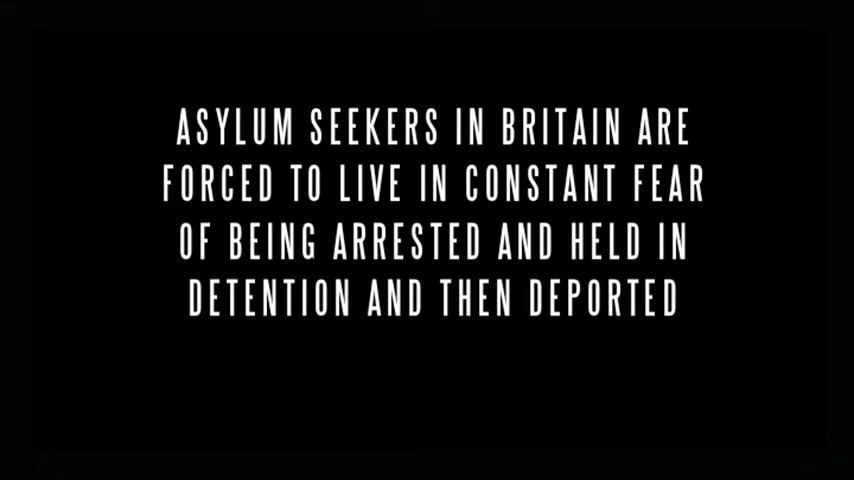 ASYLUM SEEKERS IN BRITAIN ARE
FORCED TO LIVE IN CONSTANT FEAR
OF BEING ARRESTED AND HELD IN
DETENTION AND THEN DEPORTED